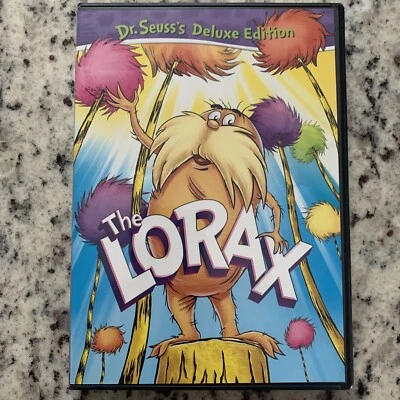 Dr. Seuss's Deluxe Edition
The
LORAX